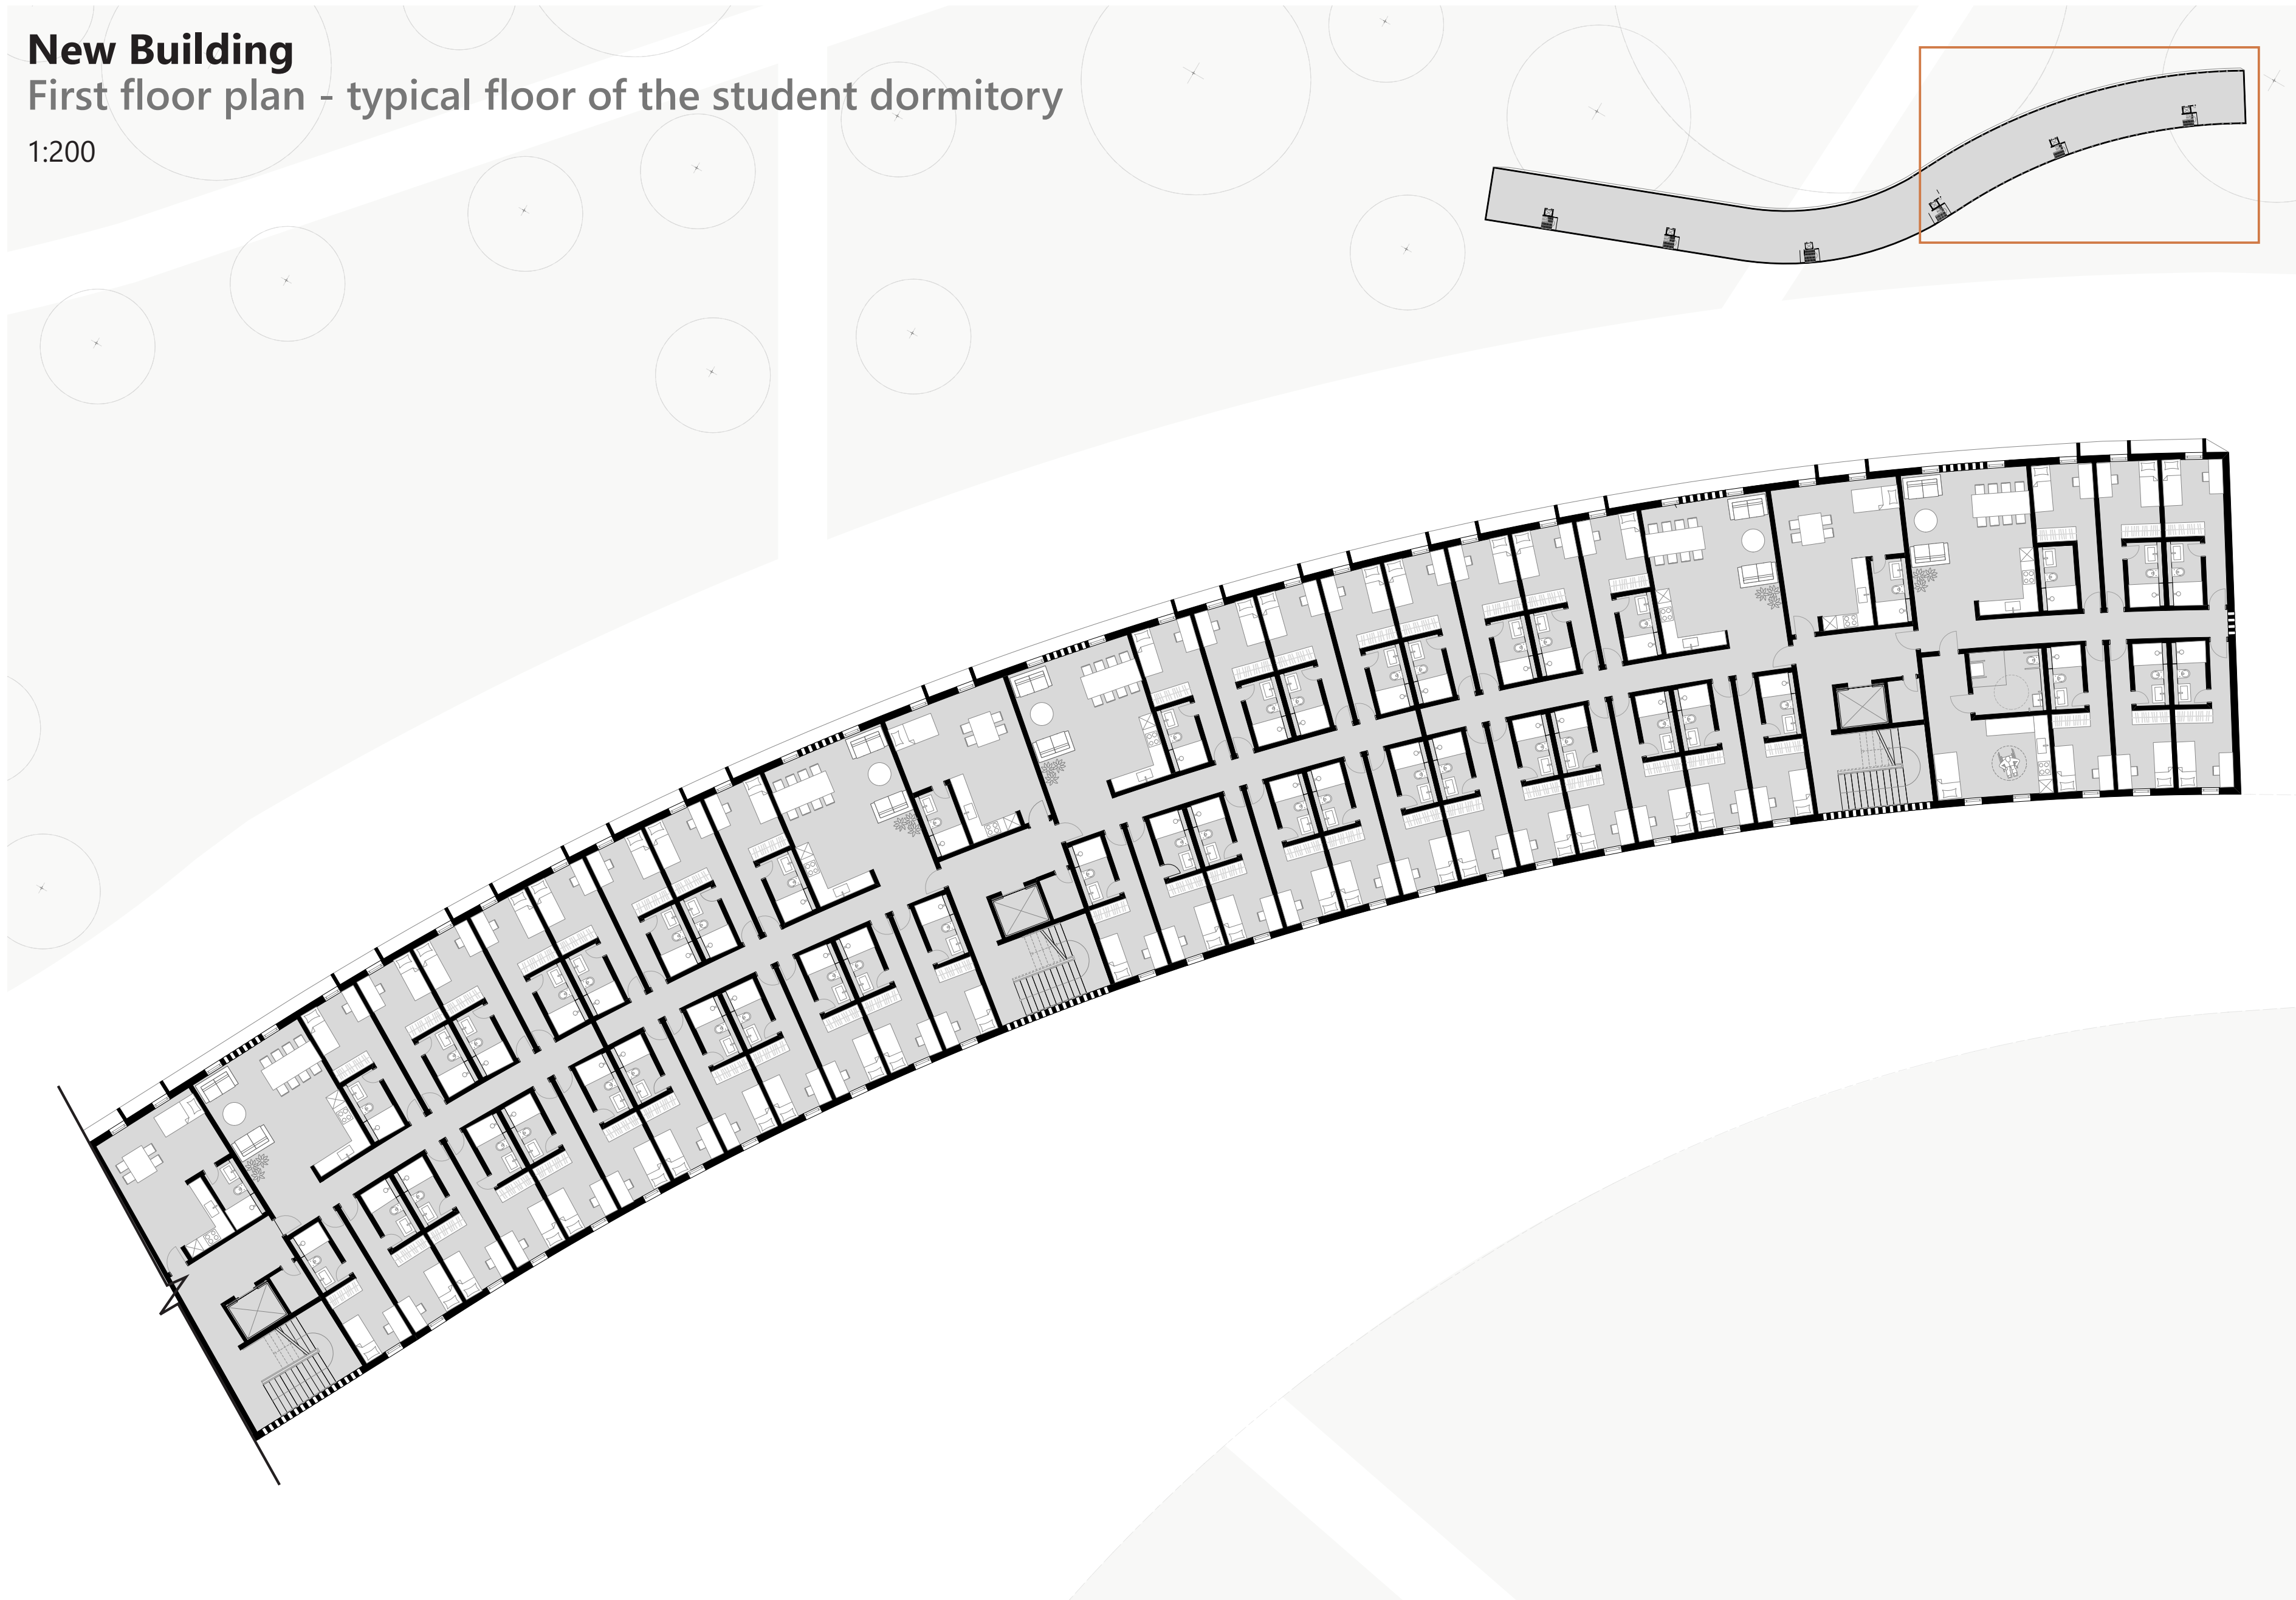 New Building
First floor plan - typical floor of the student dormitory
1:200